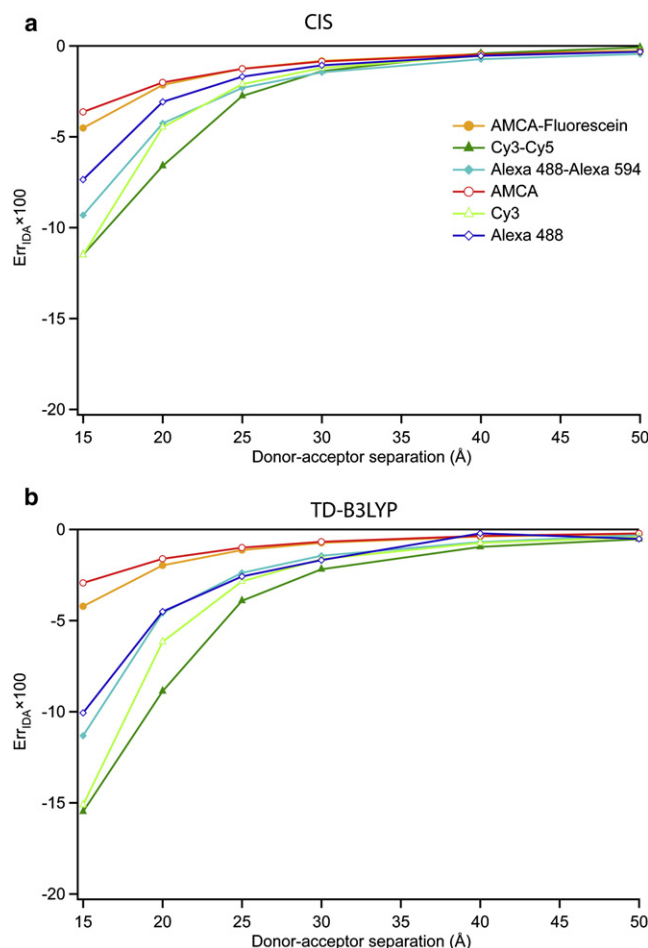 a
CIS
0
-5
-10
-15
-20
Err_IDA×100
AMCA-Fluorescein
Cy3-Cy5
Alexa 488-Alexa 594
AMCA
Cy3
Alexa 488
15 20 25 30 35 40 45 50
Donor-acceptor separation (Å)
b
TD-B3LYP
0
-5
-10
-15
-20
Err_IDA×100
15 20 25 30 35 40 45 50
Donor-acceptor separation (Å)